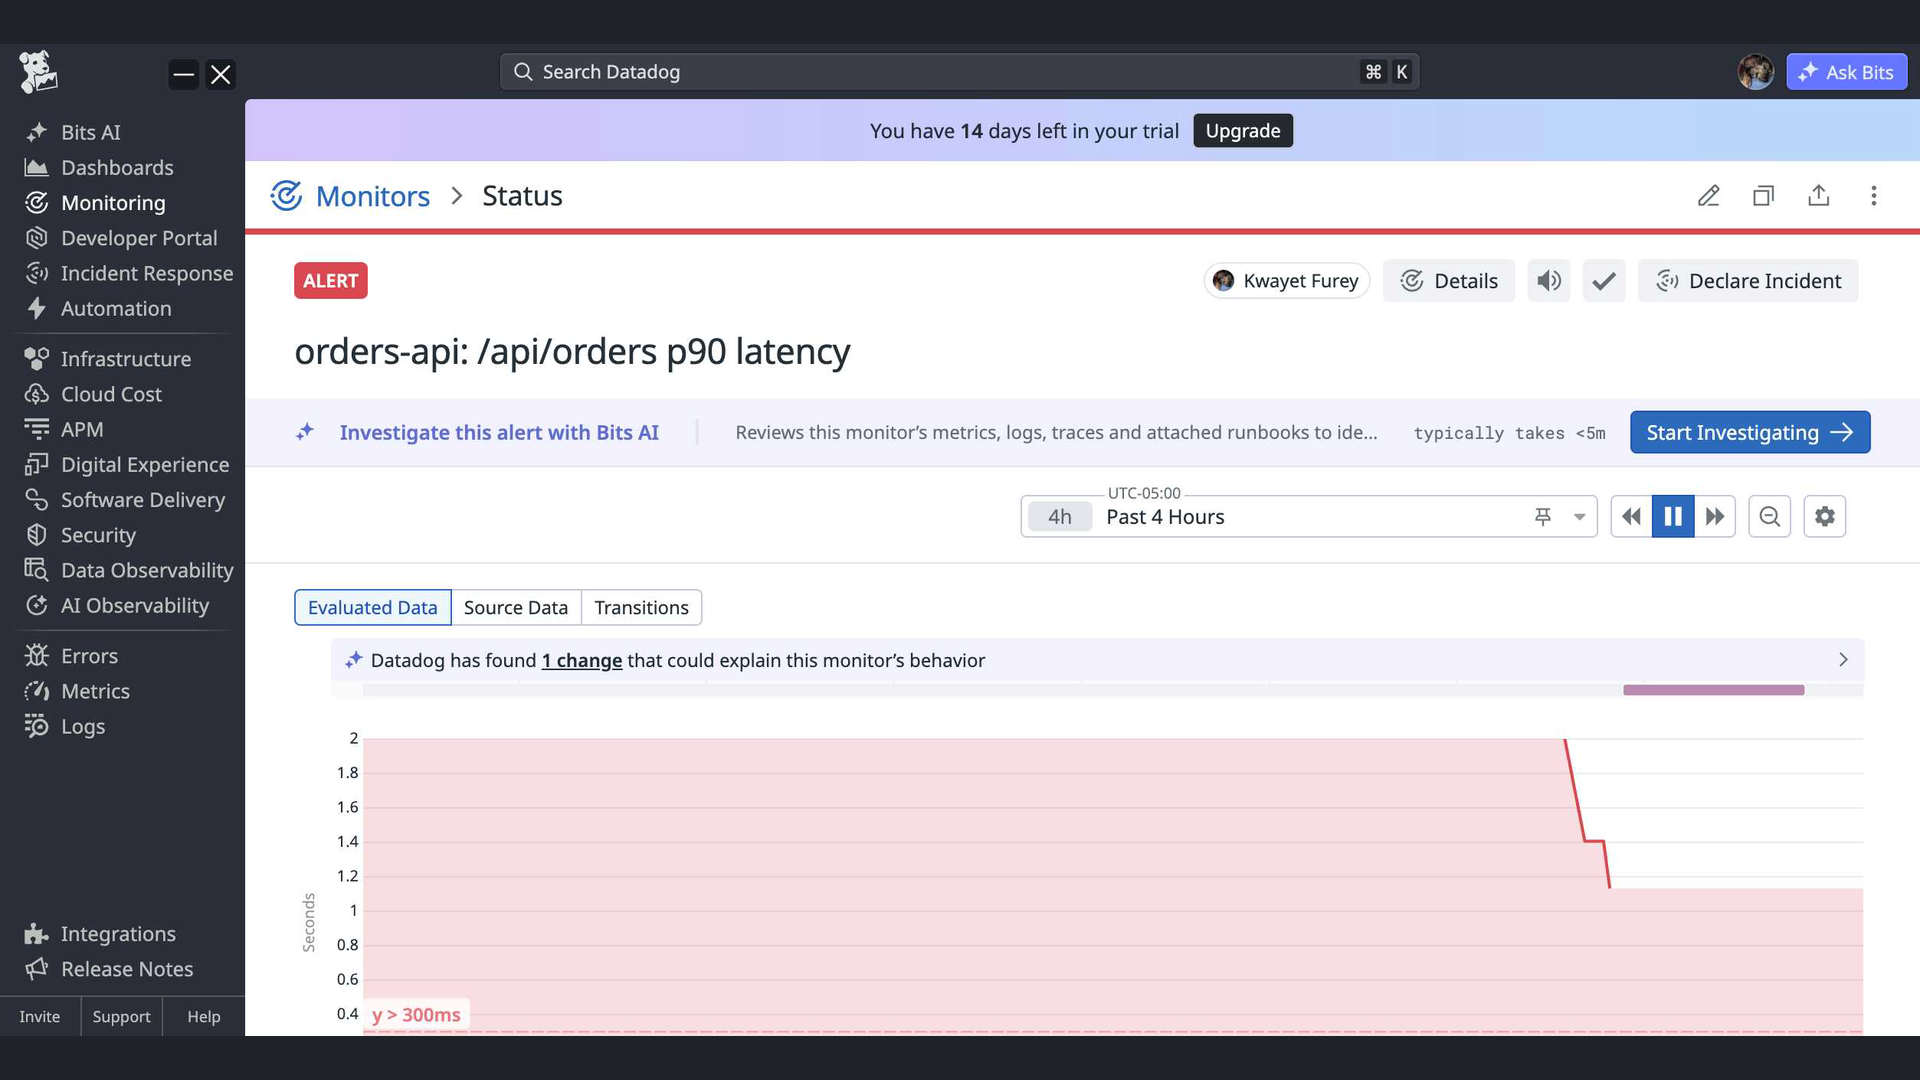 Search Datadog
⌘ K
Ask Bits
Bits AI
Dashboards
Monitoring
Developer Portal
Incident Response
Automation
Infrastructure
Cloud Cost
APM
Digital Experience
Software Delivery
Security
Data Observability
AI Observability
Errors
Metrics
Logs
Integrations
Release Notes
Invite Support Help
You have 14 days left in your trial Upgrade
Monitors > Status
ALERT
Kwayet Furey
Details
Declare Incident
orders-api: /api/orders p90 latency
Investigate this alert with Bits AI
Reviews this monitor’s metrics, logs, traces and attached runbooks to ide...
typically takes <5m
Start Investigating →
UTC-05:00
4h Past 4 Hours
Evaluated Data Source Data Transitions
Datadog has found 1 change that could explain this monitor’s behavior
2
1.8
1.6
1.4
1.2
1
0.8
0.6
0.4
Seconds
y > 300ms